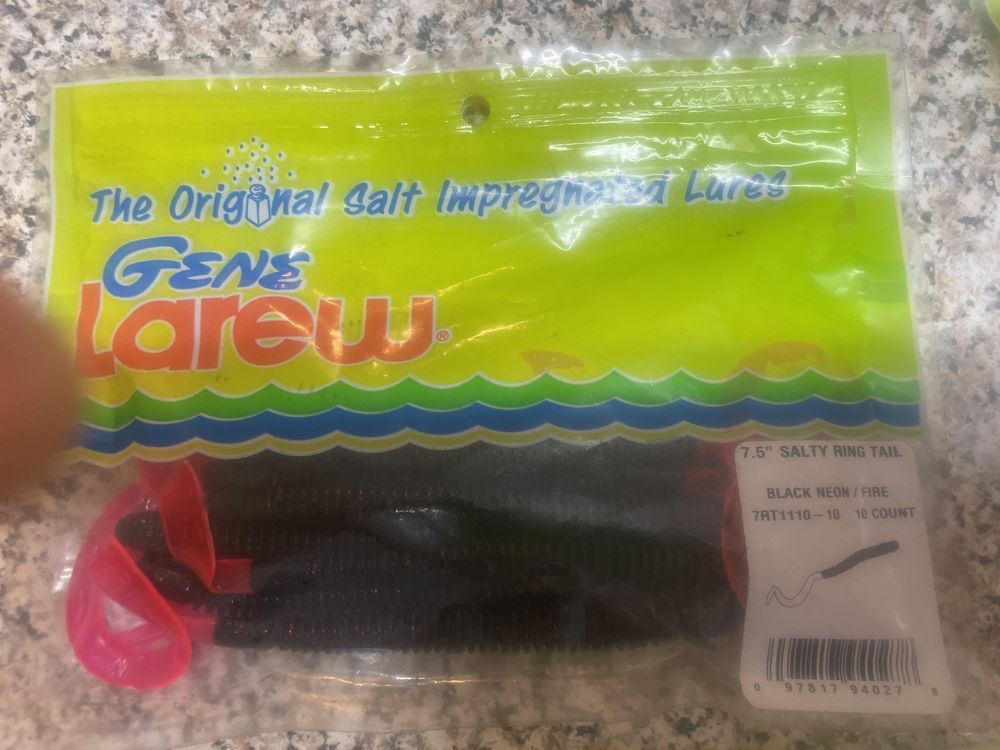 The Original Salt Impregnated Lures
GENE
Larew®
7.5" SALTY RING TAIL
BLACK NEON / FIRE
7RT1110-10 10 COUNT
0 97817 94027 8